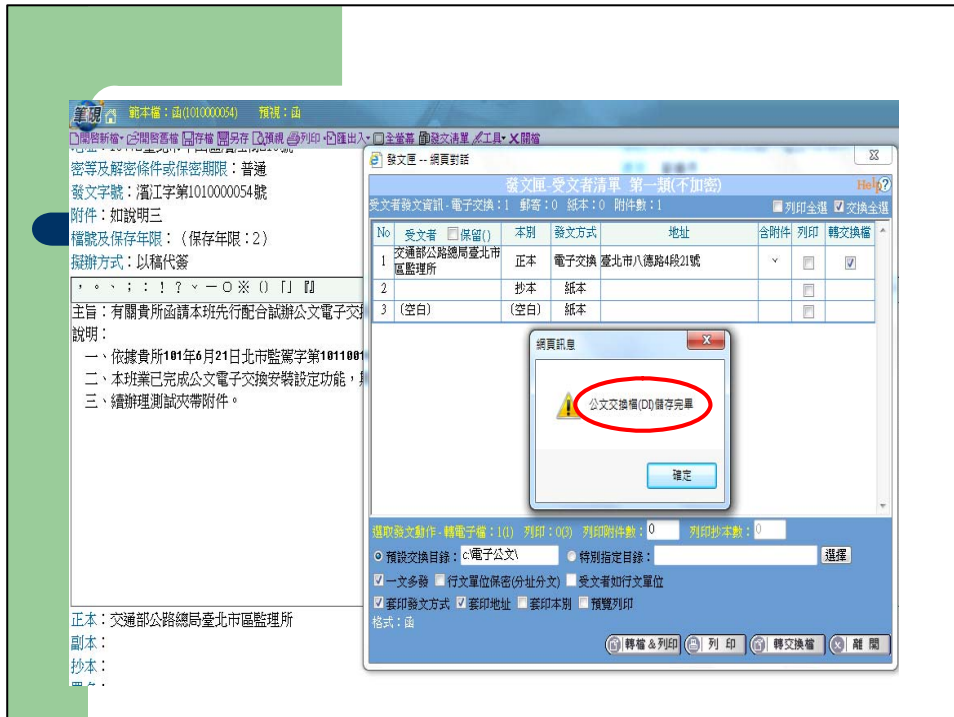 筆硯 範本檔：函(1010000054) 預視：函
開啟新檔 開啟舊檔 存檔 另存 預視 列印 匯出入 全螢幕 發交清單 工具 關檔
密等及解密條件或保密期限：普通
發文字號：濱江字第1010000054號
附件：如說明三
檔號及保存年限：（保存年限：2）
擬辦方式：以稿代簽
主旨：有關貴所函請本班先行配合試辦公文電子交
說明：
一、依據貴所101年6月21日北市監駕字第1011001
二、本班業已完成公文電子交換安裝設定功能，
三、續辦理測試夾帶附件。
正本：交通部公路總局臺北市區監理所
副本：
抄本：
發文匣 -- 網頁對話
發文匣-受文者清單 第一類(不加密) Help?
受文者發文資訊-電子交換：1 郵寄：0 紙本：0 附件數：1 列印全選 交換全選
No 受文者 保留() 本別 發文方式 地址 含附件 列印 轉交換檔
1 交通部公路總局臺北市區監理所 正本 電子交換 臺北市八德路4段21號 ˇ
2 抄本 紙本
3 (空白) (空白) 紙本
網頁訊息
公文交換檔(DI)儲存完畢
確定
選取發文動作-轉電子檔：1(1) 列印：0(3) 列印附件數：0 列印抄本數：0
預設交換目錄：c:\電子公文\ 特別指定目錄： 選擇
一文多發 行文單位保密(分址分文) 受文者如行文單位
套印發文方式 套印地址 套印本別 預覽列印
格式：函
轉檔&列印 列 印 轉交換檔 離 開